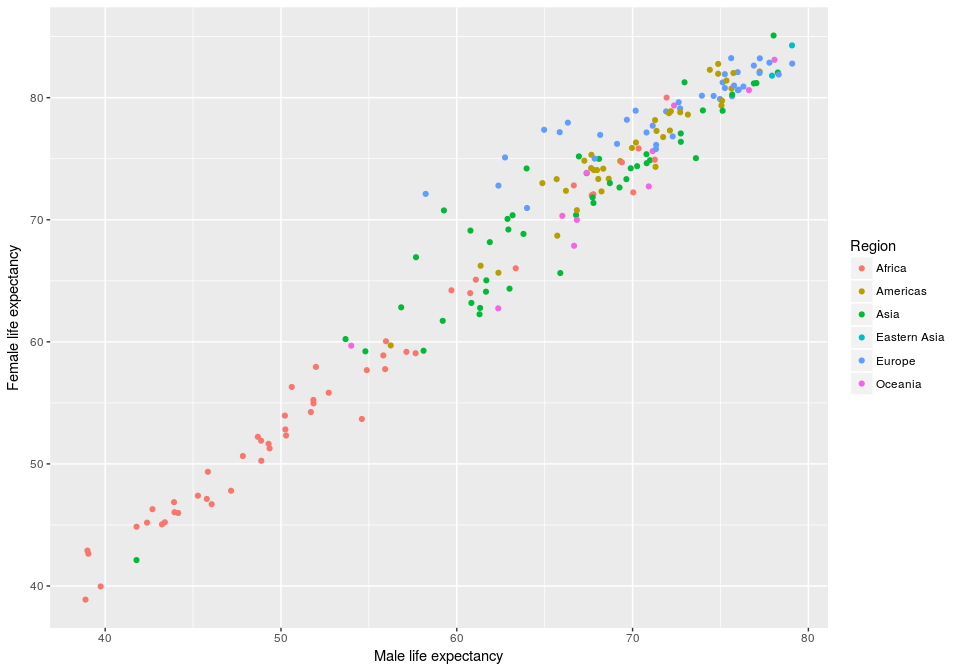 Female life expectancy
80
70
60
50
40
40 50 60 70 80
Male life expectancy
Region
Africa
Americas
Asia
Eastern Asia
Europe
Oceania